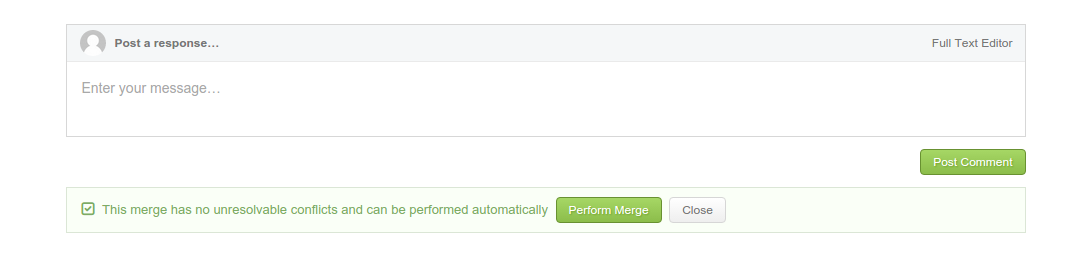 Post a response… Full Text Editor
Enter your message…
Post Comment
This merge has no unresolvable conflicts and can be performed automatically Perform Merge Close